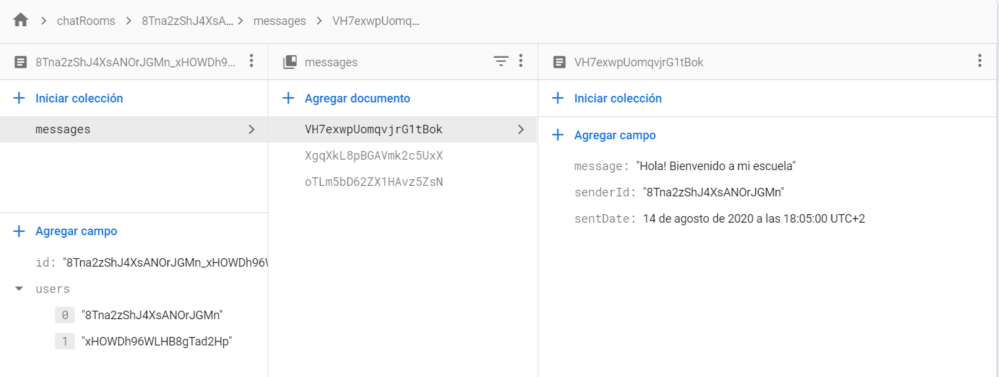 chatRooms
8Tna2zShJ4XsA...
messages
VH7exwpUomq...
8Tna2zShJ4XsANOrJGMn_xHOWDh9...
Iniciar colección
messages
Agregar campo
id: "8Tna2zShJ4XsANOrJGMn_xHOWDh96W
users
0 "8Tna2zShJ4XsANOrJGMn"
1 "xHOWDh96WLHB8gTad2Hp"
messages
Agregar documento
VH7exwpUomqvjrG1tBok
XgqXkL8pBGAVmk2c5UxX
oTLm5bD62ZX1HAvz5ZsN
VH7exwpUomqvjrG1tBok
Iniciar colección
Agregar campo
message: "Hola! Bienvenido a mi escuela"
senderId: "8Tna2zShJ4XsANOrJGMn"
sentDate: 14 de agosto de 2020 a las 18:05:00 UTC+2